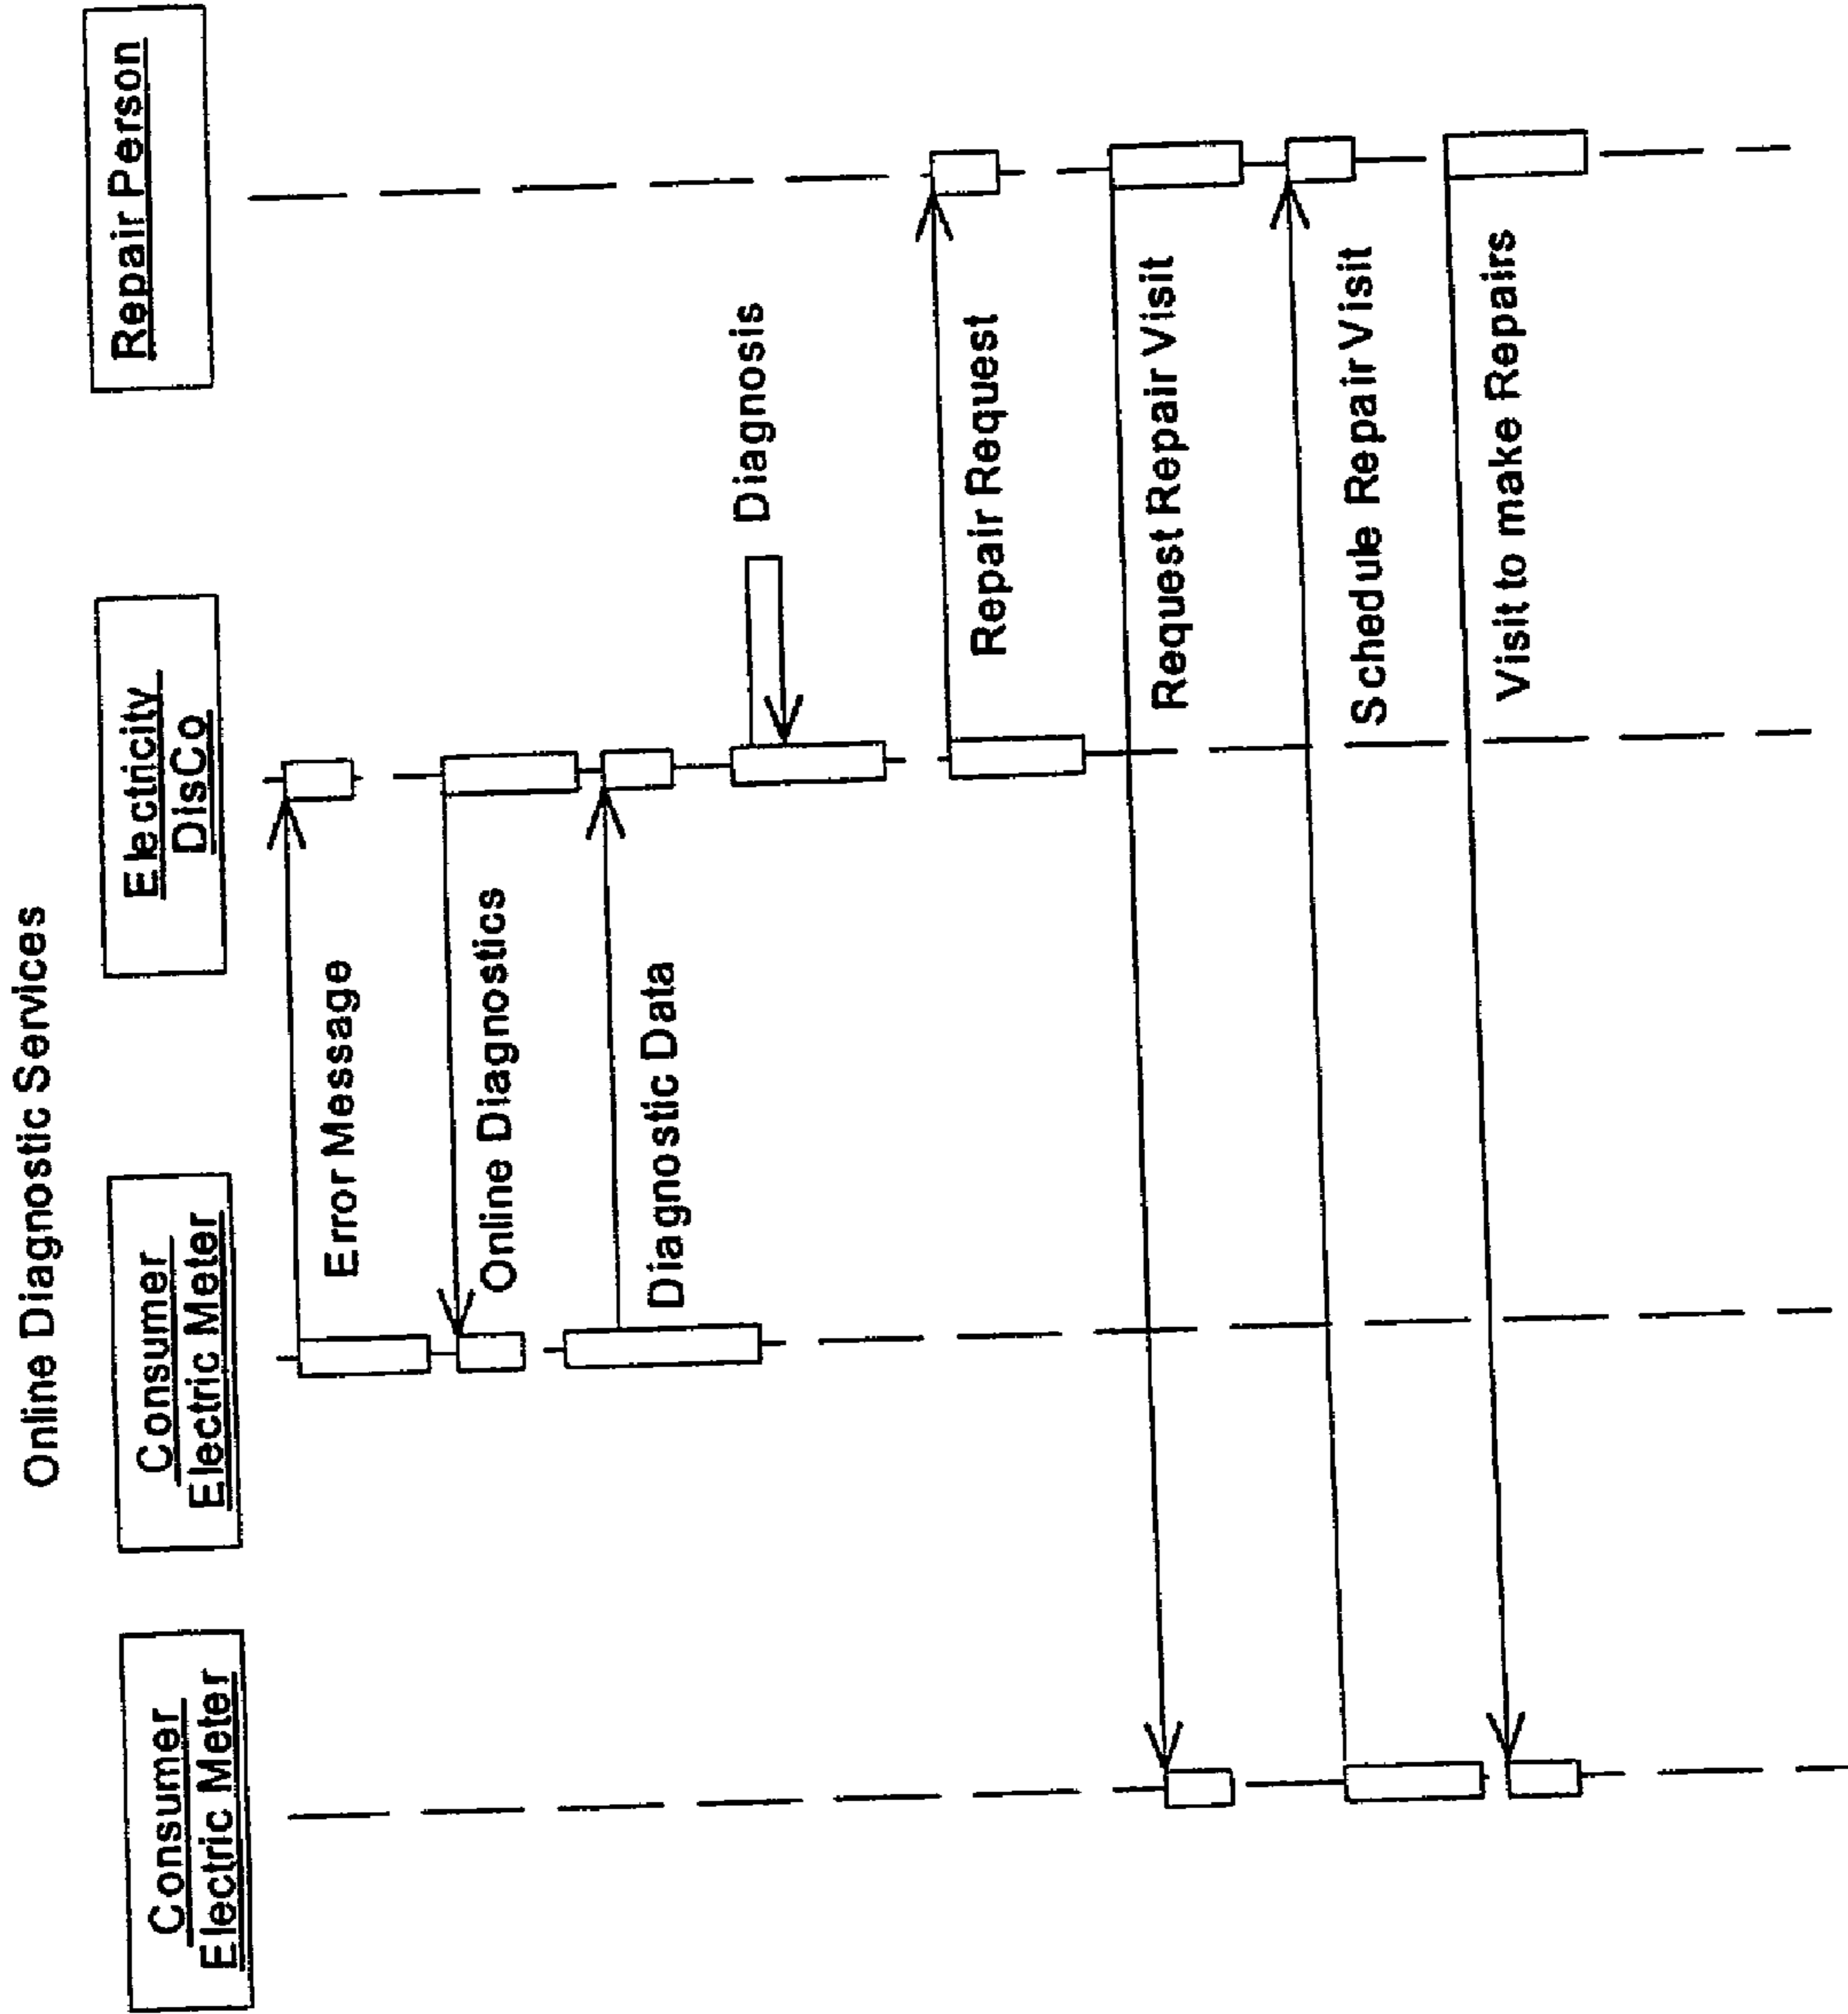 Online Diagnostic Services
Consumer
Electric Meter
Consumer
Electric Meter
Electricity
DisCo
Repair Person
Error Message
Online Diagnostics
Diagnostic Data
Diagnosis
Repair Request
Request Repair Visit
Schedule Repair Visit
Visit to make Repairs